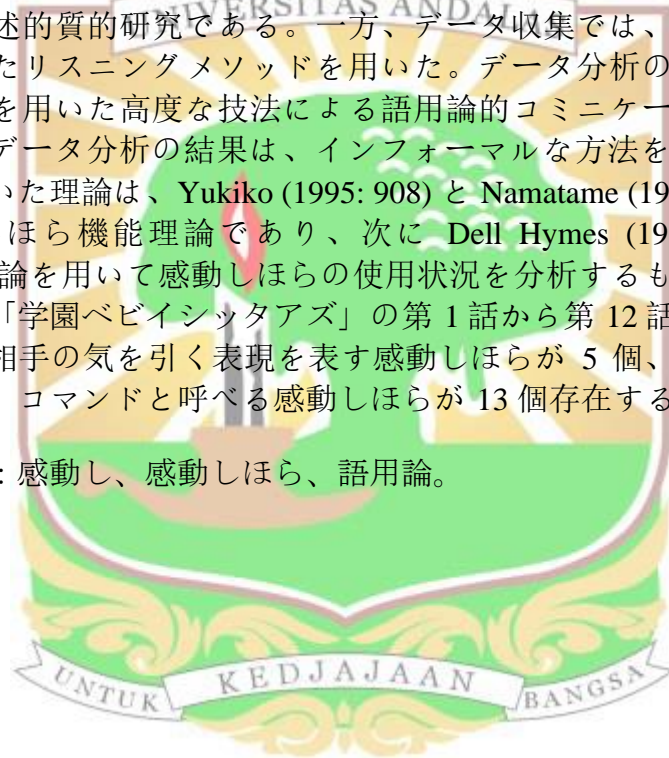 UNIVERSITAS ANDALA
述的質的研究である。一方、データ収集では、
たリスニングメソッドを用いた。データ分析の
を用いた高度な技法による語用論的コミニケー
データ分析の結果は、インフォーマルな方法を
いた理論は、Yukiko (1995: 908) と Namatame (19
ほら機能理論であり、次に Dell Hymes (19
論を用いて感動しほらの使用状況を分析するも
「学園ベビイシッタアズ」の第 1 話から第 12 話
相手の気を引く表現を表す感動しほらが 5 個、
コマンドと呼べる感動しほらが 13 個存在する
: 感動し、感動しほら、語用論。
UNTUK KEDJAJAAN BANGSA